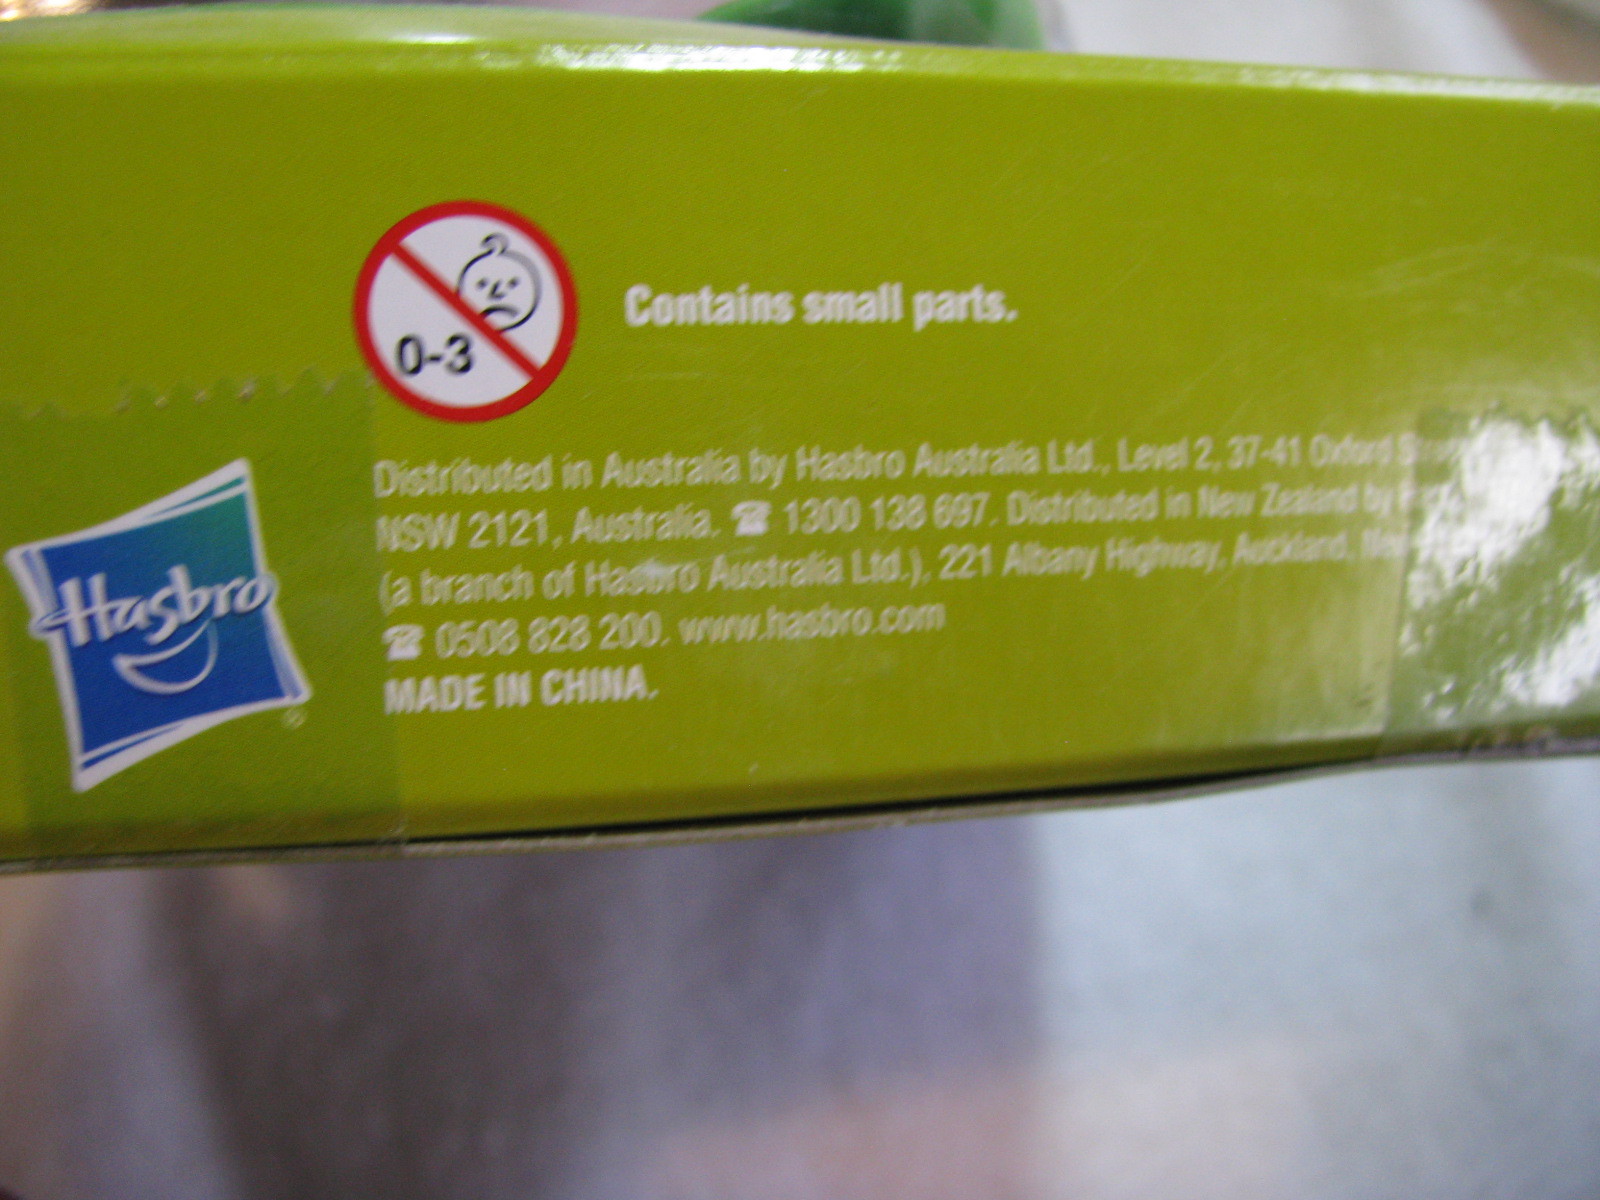 0-3
Contains small parts.
Hasbro
Distributed in Australia by Hasbro Australia Ltd., Level 2, 37-41 Oxford
NSW 2121, Australia. ☎ 1300 138 697. Distributed in New Zealand by
(a branch of Hasbro Australia Ltd.), 221 Albany Highway, Auckland,
☎ 0508 828 200. www.hasbro.com
MADE IN CHINA.